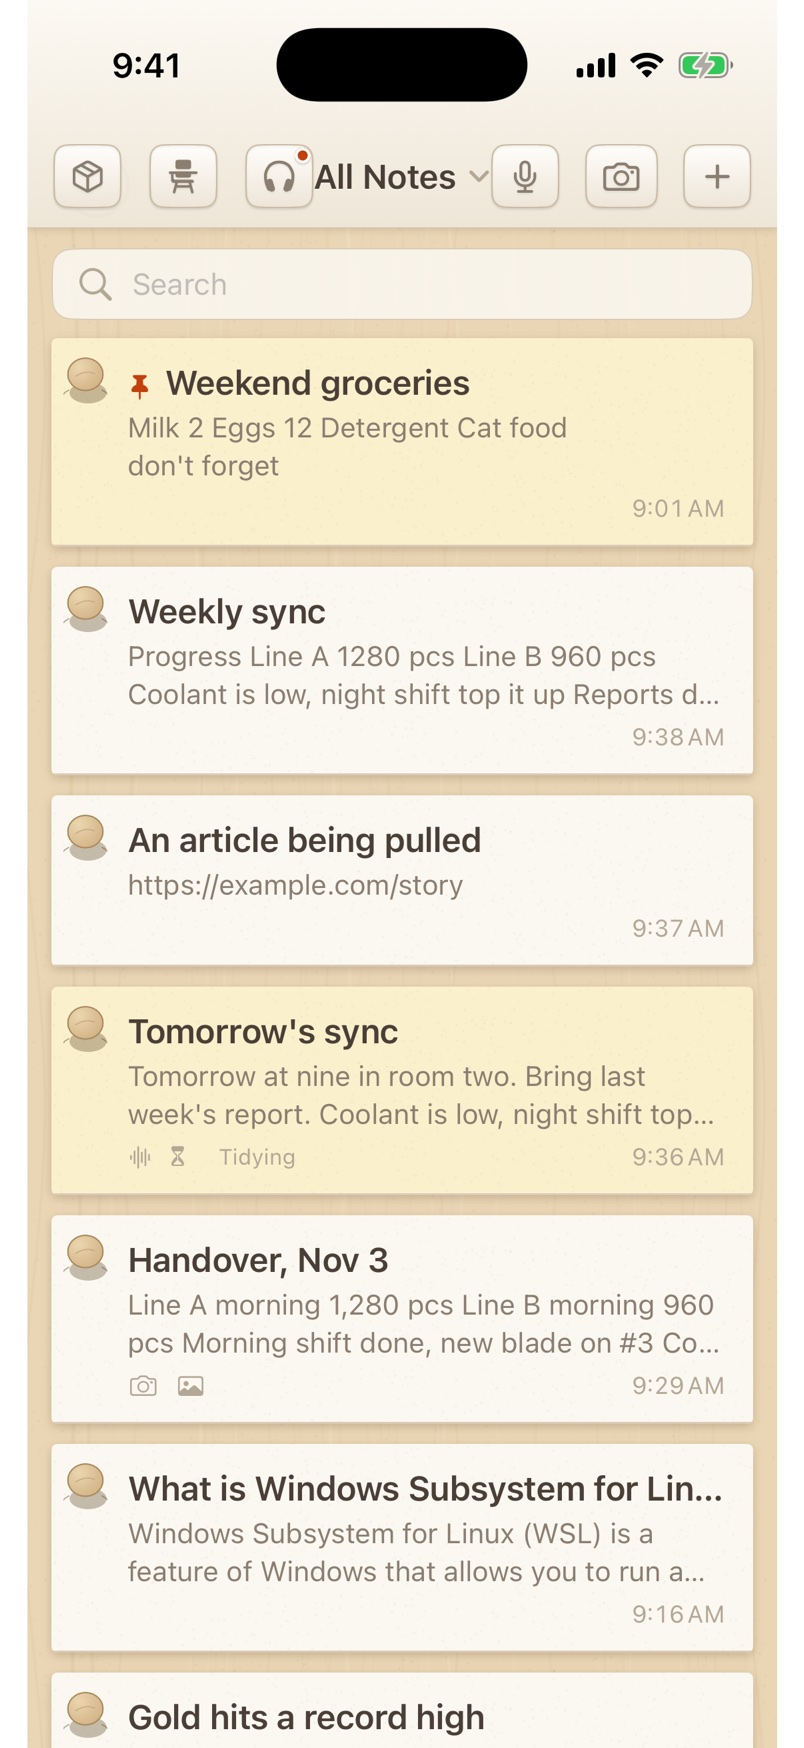 9:41
All Notes
Search
Weekend groceries
Milk 2 Eggs 12 Detergent Cat food
don't forget
9:01 AM
Weekly sync
Progress Line A 1280 pcs Line B 960 pcs
Coolant is low, night shift top it up Reports d...
9:38 AM
An article being pulled
https://example.com/story
9:37 AM
Tomorrow's sync
Tomorrow at nine in room two. Bring last
week's report. Coolant is low, night shift top...
Tidying
9:36 AM
Handover, Nov 3
Line A morning 1,280 pcs Line B morning 960
pcs Morning shift done, new blade on #3 Co...
9:29 AM
What is Windows Subsystem for Lin...
Windows Subsystem for Linux (WSL) is a
feature of Windows that allows you to run a...
9:16 AM
Gold hits a record high